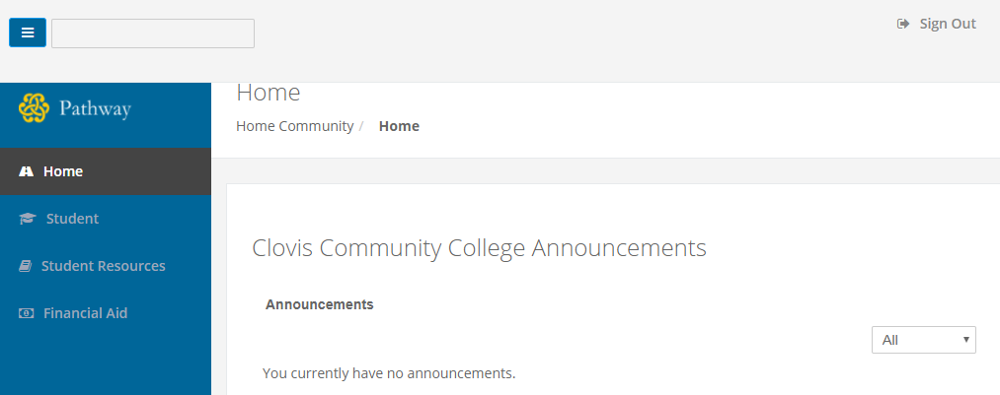 Sign Out
Pathway
Home
Student
Student Resources
Financial Aid
Home
Home Community / Home
Clovis Community College Announcements
Announcements
All
You currently have no announcements.